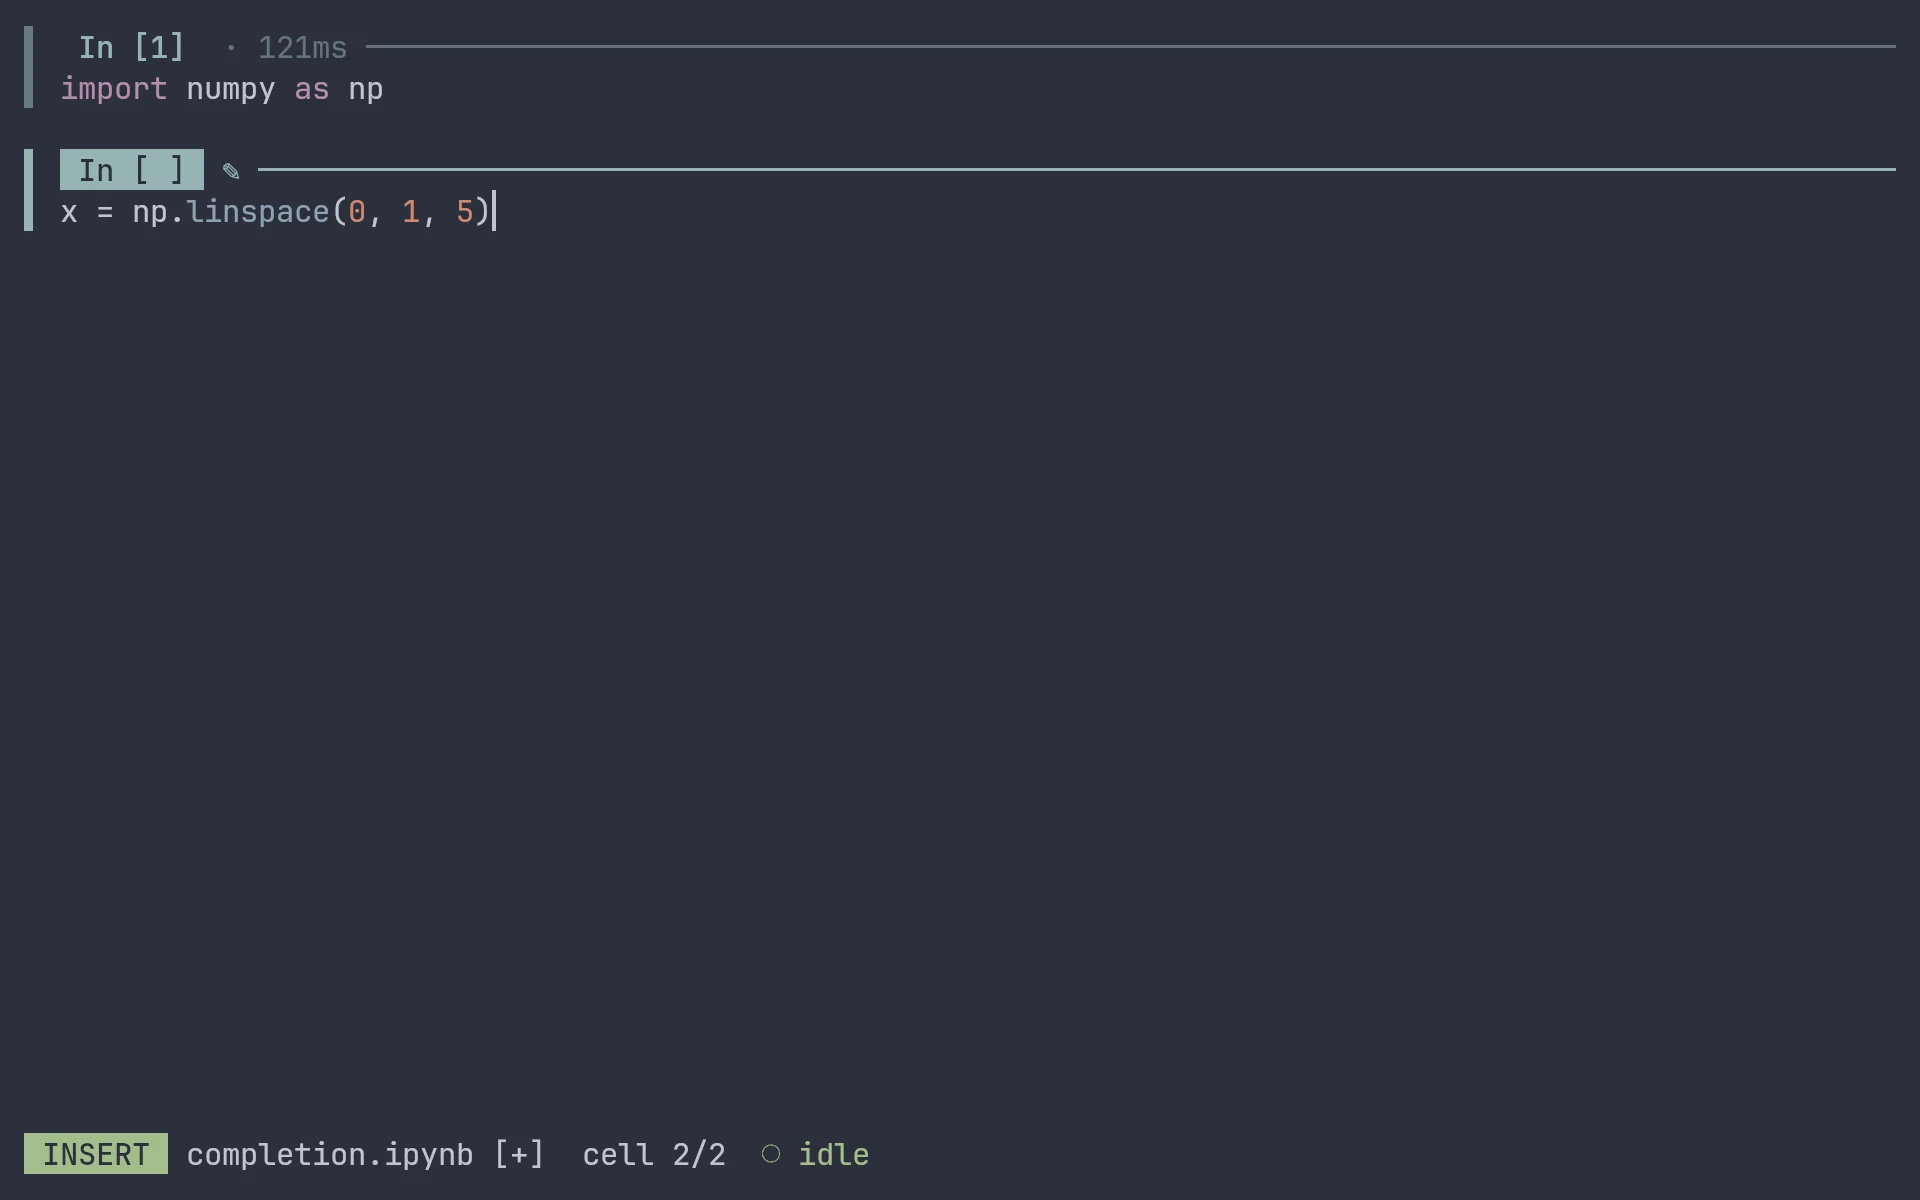 In [1] · 121ms
import numpy as np
In [ ] ✎
x = np.linspace(0, 1, 5)
INSERT completion.ipynb [+] cell 2/2 ○ idle